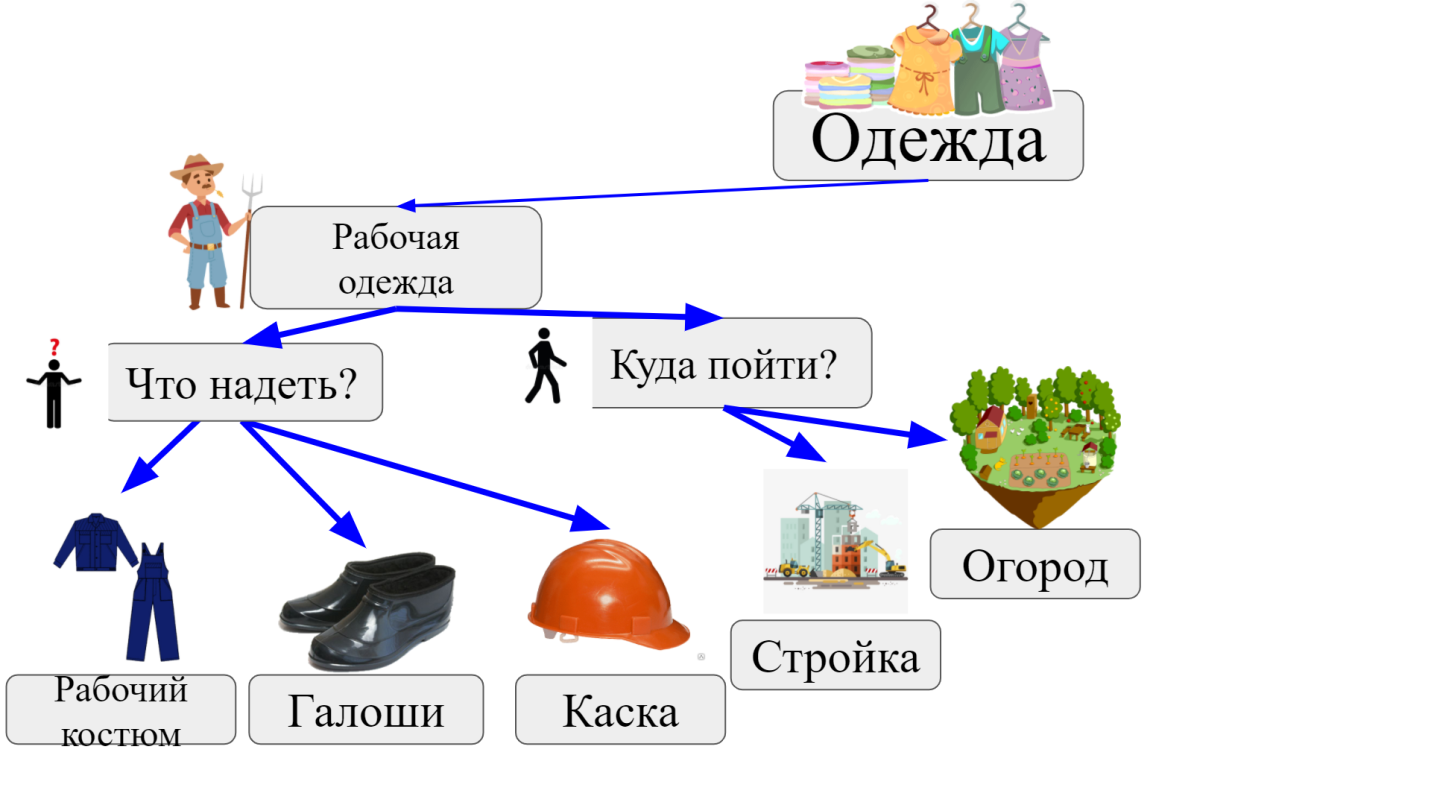 Одежда
Рабочая
одежда
?
Что надеть?
Куда пойти?
Огород
Стройка
Рабочий
костюм
Галоши
Каска